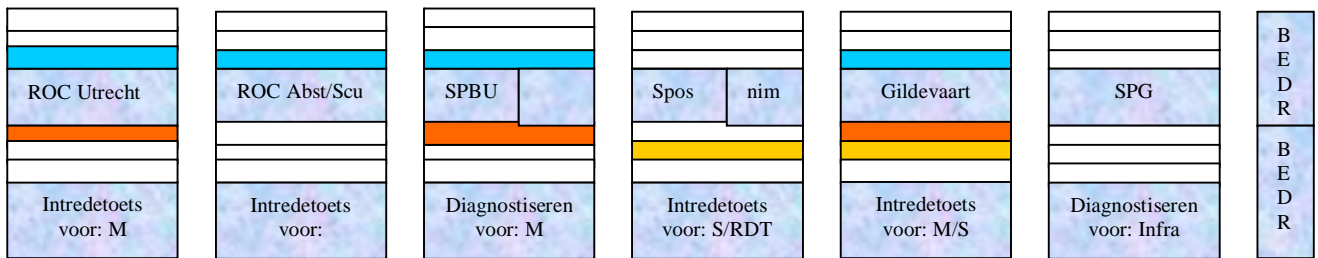 ROC Utrecht
ROC Abst/Scu
SPBU
Spos
nim
Gildevaart
SPG
B
E
D
R
Intredetoets
voor: M
Intredetoets
voor:
Diagnostiseren
voor: M
Intredetoets
voor: S/RDT
Intredetoets
voor: M/S
Diagnostiseren
voor: Infra
B
E
D
R